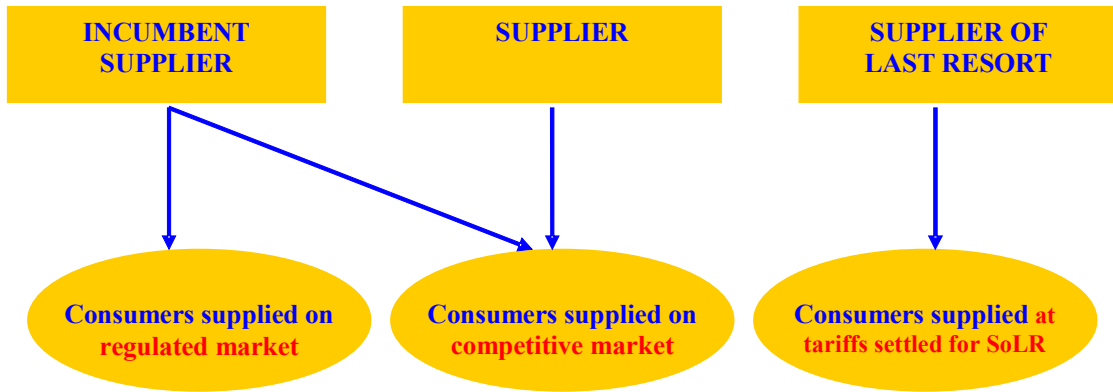 INCUMBENT
SUPPLIER
SUPPLIER
SUPPLIER OF
LAST RESORT
Consumers supplied on
regulated market
Consumers supplied on
competitive market
Consumers supplied at
tariffs settled for SoLR